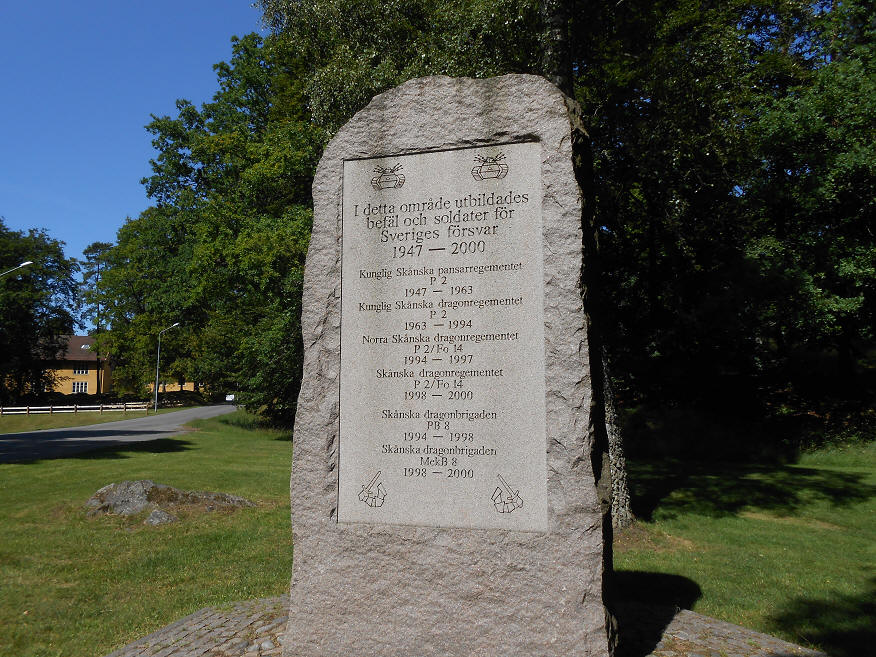 I detta område utbildades
befäl och soldater för
Sveriges försvar
1947 — 2000
Kunglig Skånska pansarregementet
P 2
1947 — 1963
Kunglig Skånska dragonregementet
P 2
1963 — 1994
Norra Skånska dragonregementet
P 2/Fo 14
1994 — 1997
Skånska dragonregementet
P 2/Fo 14
1998 — 2000
Skånska dragonbrigaden
PB 8
1994 — 1998
Skånska dragonbrigaden
MekB 8
1998 — 2000